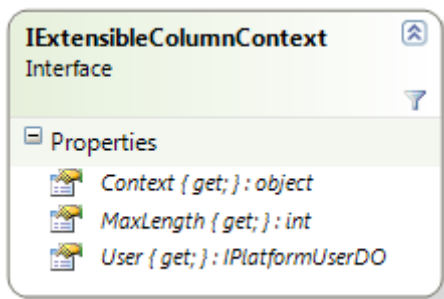 IExtensibleColumnContext
Interface
Properties
Context { get; } : object
MaxLength { get; } : int
User { get; } : IPlatformUserDO